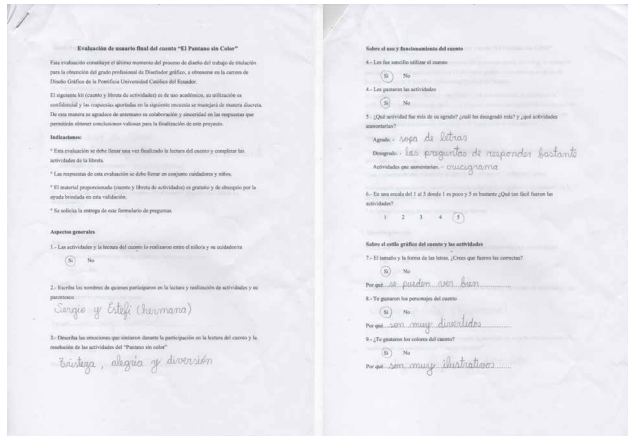 Evaluación de usuario final del cuento "El Pantano sin Color"
Esta evaluación constituye el último momento del proceso de diseño del trabajo de titulación
para la obtención del grado profesional de Diseñador gráfico, a obtenerse en la carrera de
Diseño Gráfico de la Pontificia Universidad Católica del Ecuador.
El siguiente kit (cuento y libreta de actividades) es de uso académico, su utilización es
confidencial y las respuestas aportadas en la siguiente encuesta se manejará de manera discreta.
De esta manera se agradece de antemano su colaboración y sinceridad en las respuestas que
permitirán obtener conclusiones valiosas para la finalización de este proyecto.
Indicaciones:
* Esta evaluación se debe llenar una vez finalizada la lectura del cuento y completar las
actividades de la libreta.
* Las respuestas de esta evaluación se debe llenar en conjunto cuidadores y niños.
* El material proporcionado (cuento y libreta de actividades) es gratuito y de obsequio por la
ayuda brindada en esta validación.
* Se solicita la entrega de este formulario de preguntas.
Aspectos generales
1.- Las actividades y la lectura del cuento lo realizaron entre el niño/a y su cuidador/a
Si No
2.- Escriba los nombres de quienes participaron en la lectura y realización de actividades y su
parentesco
Sergio y Estefi (hermana)
3.- Describa las emociones que sintieron durante la participación en la lectura del cuento y la
resolución de las actividades del "Pantano sin color"
tristeza, alegría y diversión
Sobre el uso y funcionamiento del cuento
4.- Les fue sencillo utilizar el cuento
Si No
4.- Les gustaron las actividades
Si No
5.- ¿Qué actividad fue más de su agrado? ¿cuál les desagradó más? y ¿qué actividades
aumentarías?
Agrado.- sopa de letras
Desagrado.- las preguntas de responder bastante
Actividades que aumentarías.- crucigrama
6.- En una escala del 1 al 5 donde 1 es poco y 5 es bastante ¿Qué tan fácil fueron las
actividades?
1 2 3 4 5
Sobre el estilo gráfico del cuento y las actividades
7.- El tamaño y la forma de las letras, ¿Crees que fueron las correctas?
Si No
Por qué se pueden ver bien
8.- Te gustaron los personajes del cuento
Si No
Por qué son muy divertidos
9.- ¿Te gustaron los colores del cuento?
Si No
Por qué son muy ilustrativos